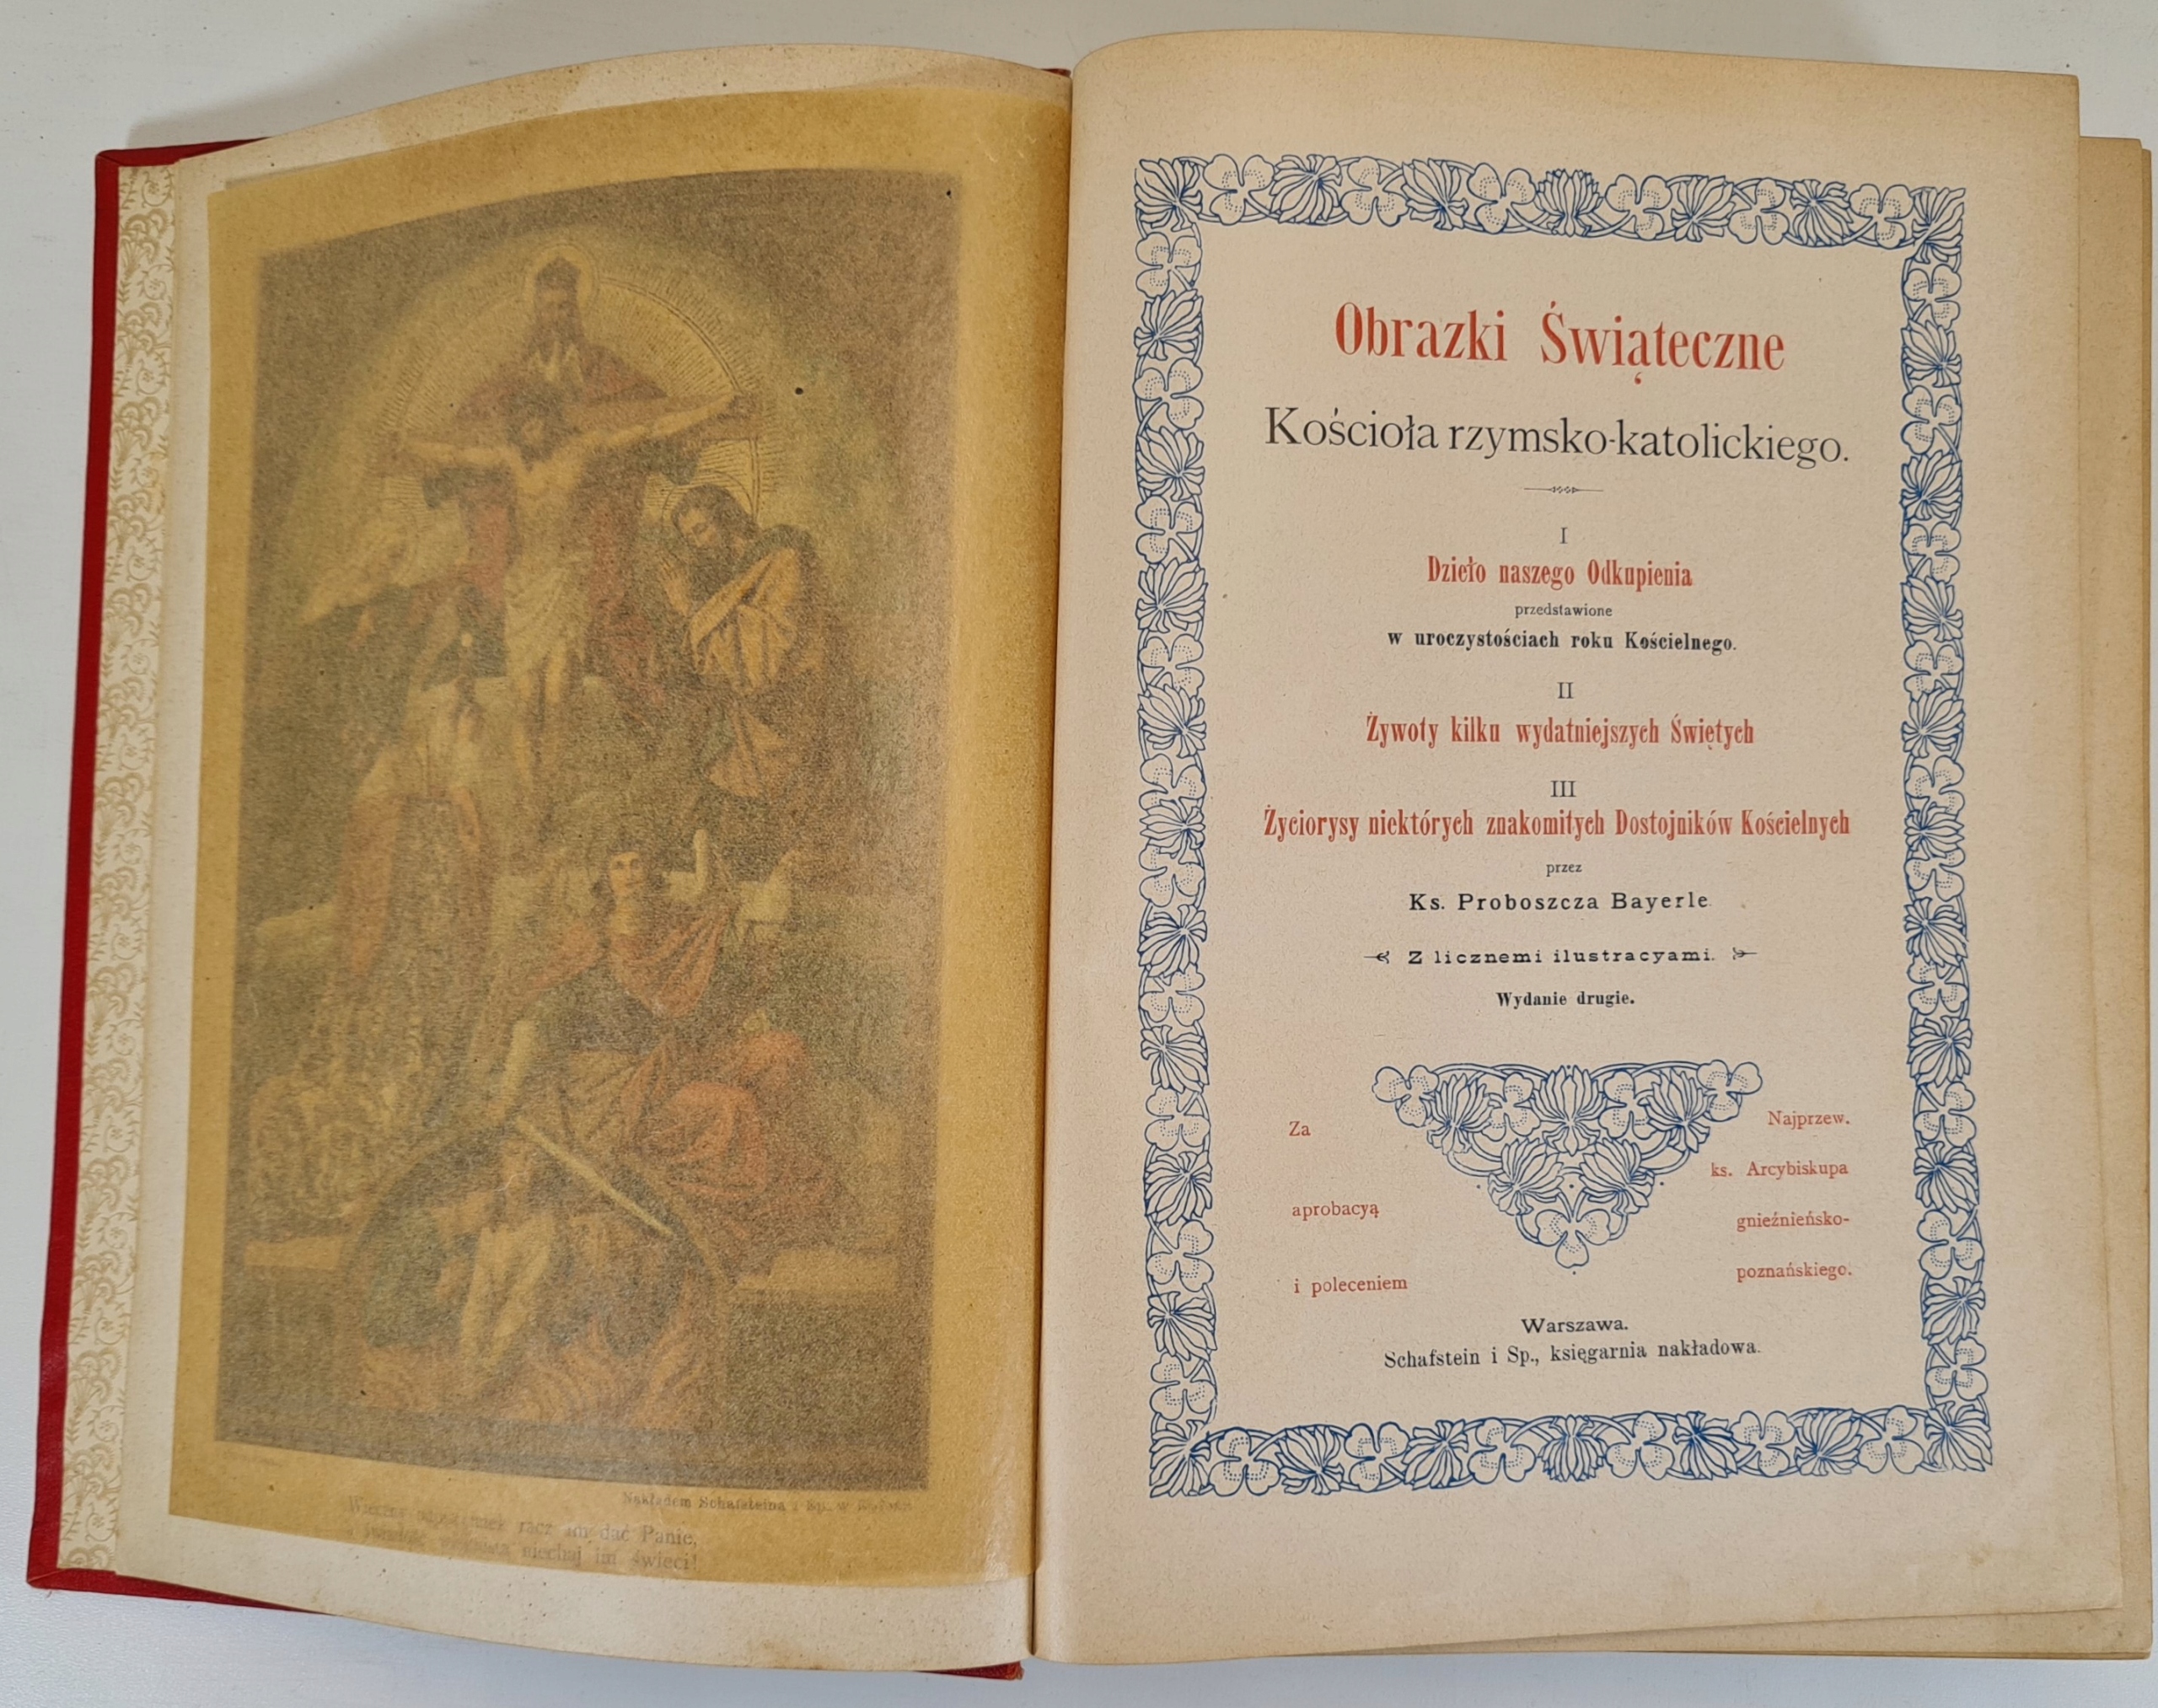 Nakładem Schafsteina i Sp. w
racz im dać Panie,
niechaj im świeci!
Obrazki Świąteczne
Kościoła rzymsko-katolickiego.
I
Dzieło naszego Odkupienia
przedstawione
w uroczystościach roku Kościelnego.
II
Żywoty kilku wydatniejszych Świętych
III
Życiorysy niektórych znakomitych Dostojników Kościelnych
przez
Ks. Proboszcza Bayerle
Z licznemi ilustracyami.
Wydanie drugie.
Za
aprobacyą
i poleceniem
Najprzew.
ks. Arcybiskupa
gnieźnieńsko-
poznańskiego.
Warszawa.
Schafstein i Sp., księgarnia nakładowa.